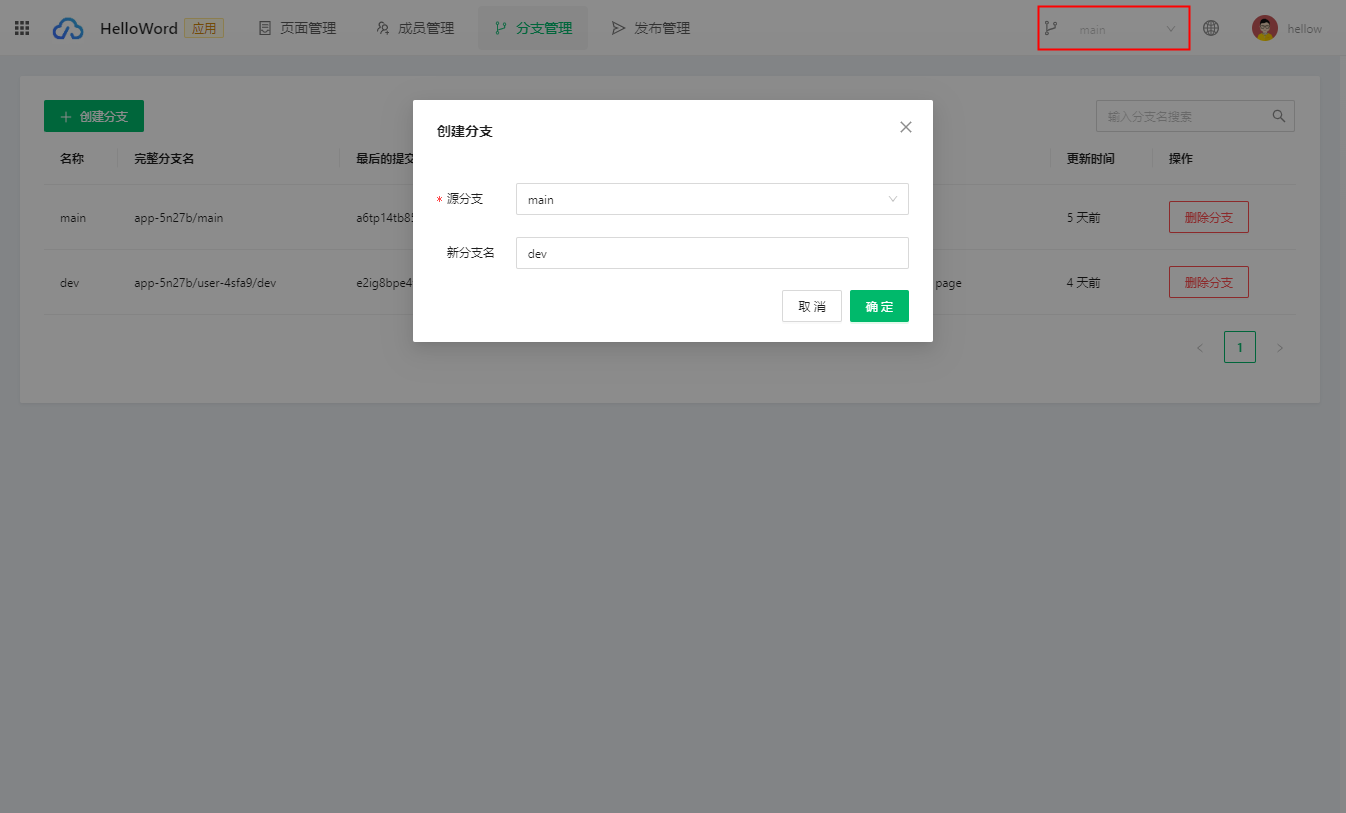 HelloWord 应用 页面管理 成员管理 分支管理 发布管理 main hellow
创建分支 输入分支名搜索
名称 完整分支名 最后的提交 更新时间 操作
main app-5n27b/main 5 天前 删除分支
dev app-5n27b/user-4sfa9/dev e2ig8bpe4 page 4 天前 删除分支
< 1 >
创建分支
* 源分支 main
新分支名 dev
取 消 确 定